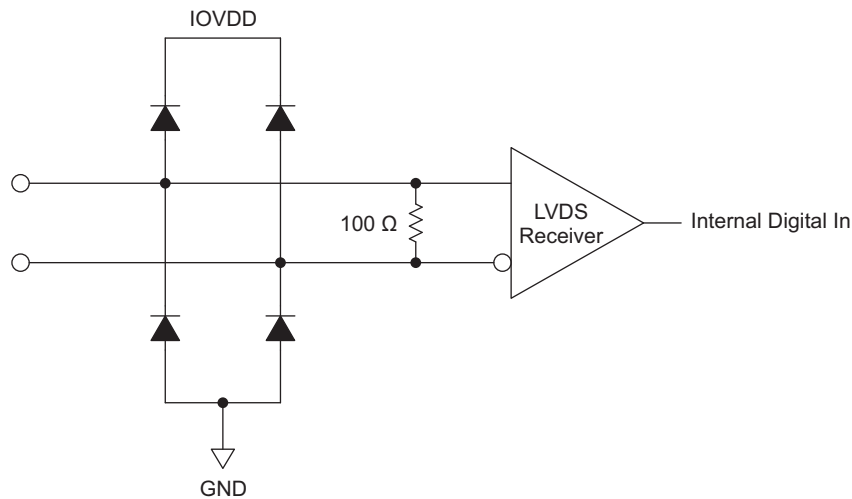 IOVDD
100 Ω
LVDS
Receiver
Internal Digital In
GND